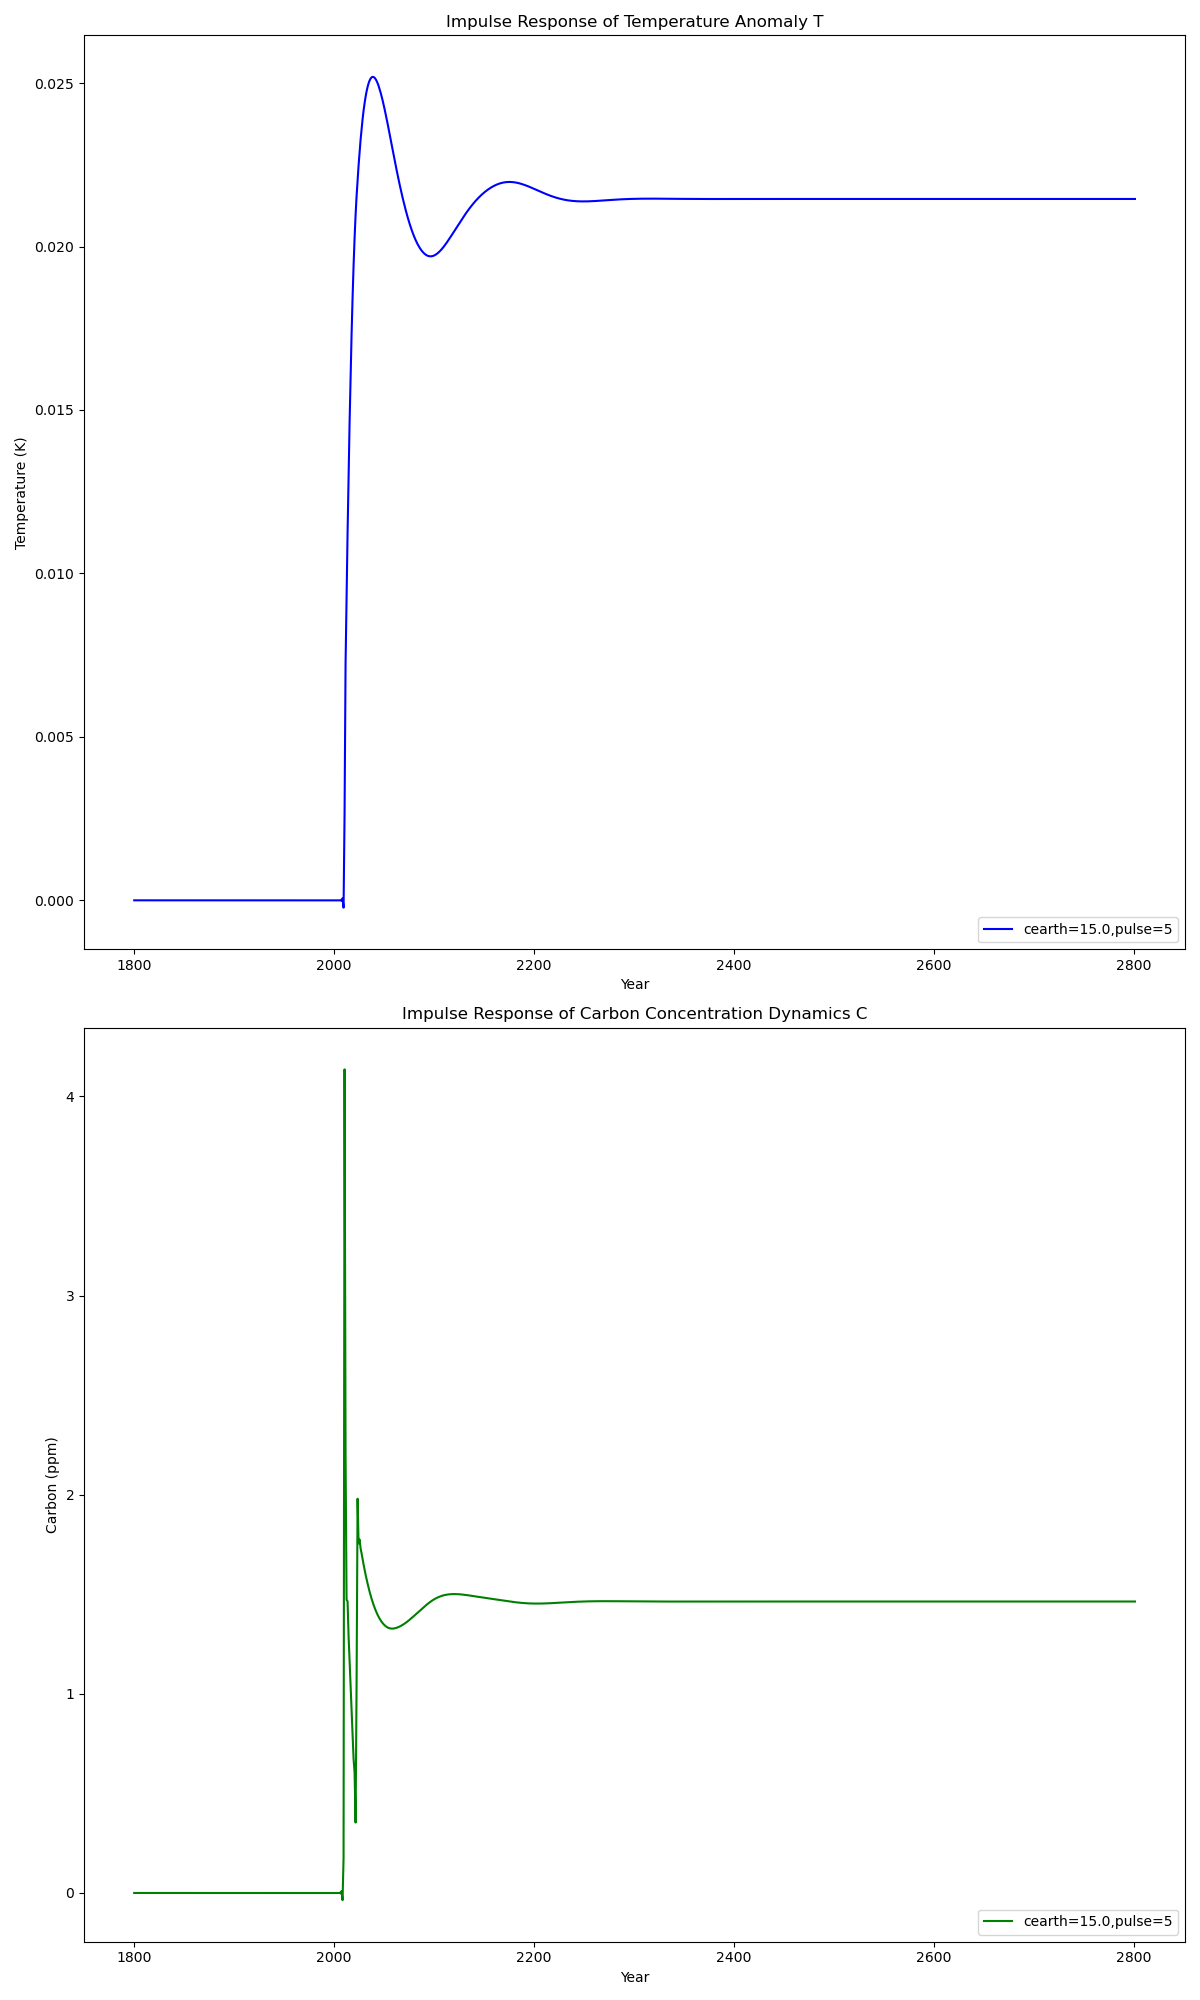 Impulse Response of Temperature Anomaly T
0.025
0.020
0.015
0.010
0.005
0.000
Temperature (K)
cearth=15.0,pulse=5
1800 2000 2200 2400 2600 2800
Year
Impulse Response of Carbon Concentration Dynamics C
4
3
2
1
0
Carbon (ppm)
cearth=15.0,pulse=5
1800 2000 2200 2400 2600 2800
Year